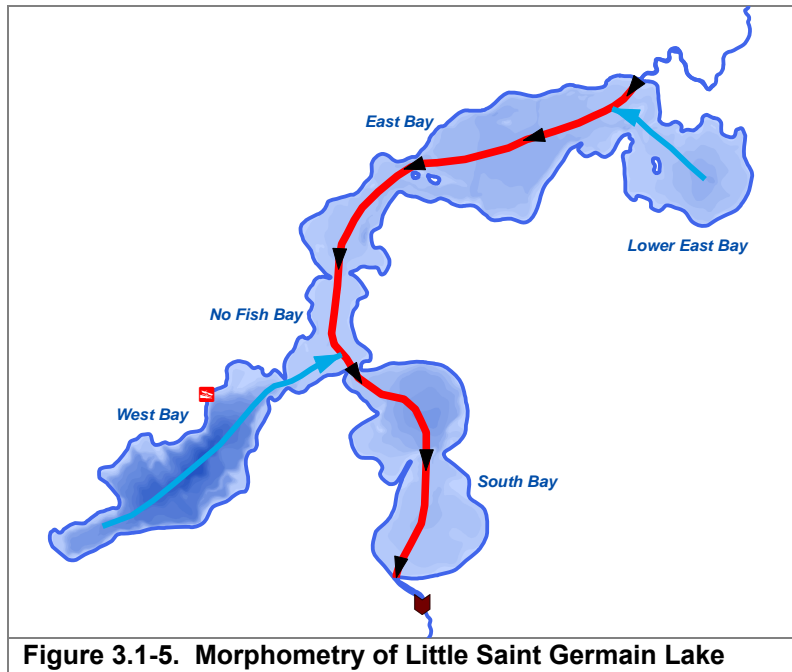 East Bay
Lower East Bay
No Fish Bay
West Bay
South Bay
Figure 3.1-5. Morphometry of Little Saint Germain Lake